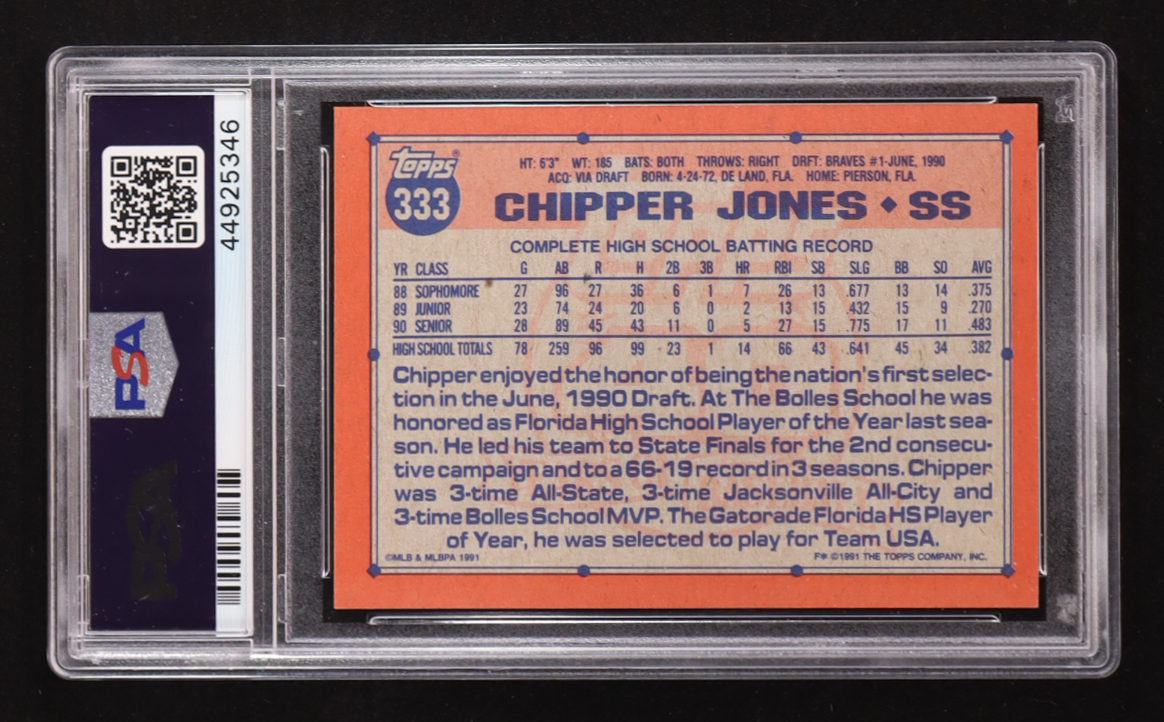 44925346
PSA
PSA
Topps®
333
HT: 6'3" WT: 185 BATS: BOTH THROWS: RIGHT DRFT: BRAVES #1-JUNE, 1990
ACQ: VIA DRAFT BORN: 4-24-72, DE LAND, FLA. HOME: PIERSON, FLA.
CHIPPER JONES ◆ SS
COMPLETE HIGH SCHOOL BATTING RECORD
YR CLASS G AB R H 2B 3B HR RBI SB SLG BB SO AVG
88 SOPHOMORE 27 96 27 36 6 1 7 26 13 .677 13 14 .375
89 JUNIOR 23 74 24 20 6 0 2 13 15 .432 15 9 .270
90 SENIOR 28 89 45 43 11 0 5 27 15 .775 17 11 .483
HIGH SCHOOL TOTALS 78 259 96 99 23 1 14 66 43 .641 45 34 .382
Chipper enjoyed the honor of being the nation's first selec-
tion in the June, 1990 Draft. At The Bolles School he was
honored as Florida High School Player of the Year last sea-
son. He led his team to State Finals for the 2nd consecu-
tive campaign and to a 66-19 record in 3 seasons. Chipper
was 3-time All-State, 3-time Jacksonville All-City and
3-time Bolles School MVP. The Gatorade Florida HS Player
of Year, he was selected to play for Team USA.
©MLB & MLBPA 1991 F* ©1991 THE TOPPS COMPANY, INC.